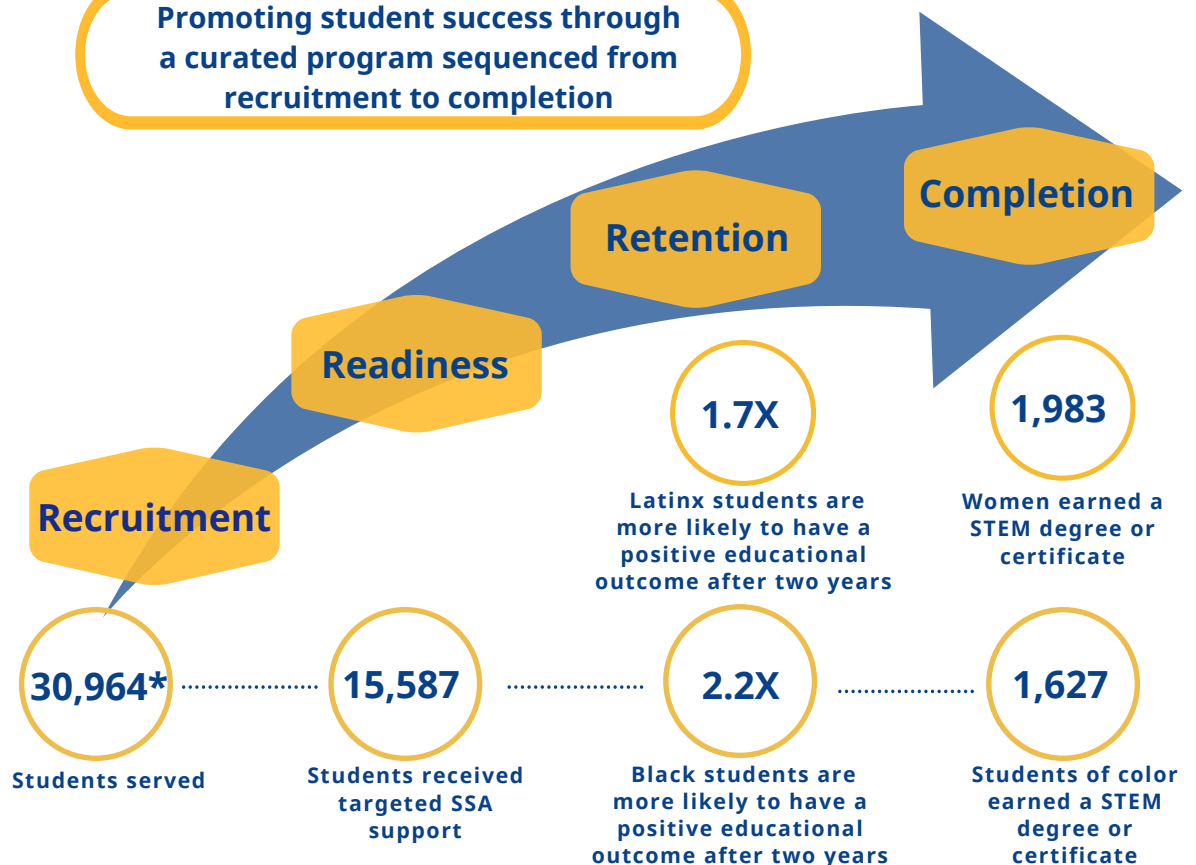 Promoting student success through
a curated program sequenced from
recruitment to completion
Completion
Retention
Readiness
Recruitment
1.7X
Latinx students are
more likely to have a
positive educational
outcome after two years
1,983
Women earned a
STEM degree or
certificate
30,964*
Students served
15,587
Students received
targeted SSA
support
2.2X
Black students are
more likely to have a
positive educational
outcome after two years
1,627
Students of color
earned a STEM
degree or
certificate